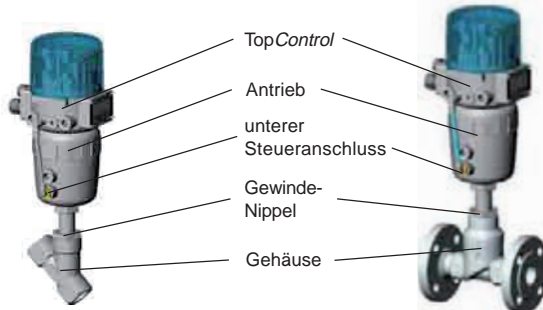 TopControl
Antrieb
unterer
Steueranschluss
Gewinde-
Nippel
Gehäuse